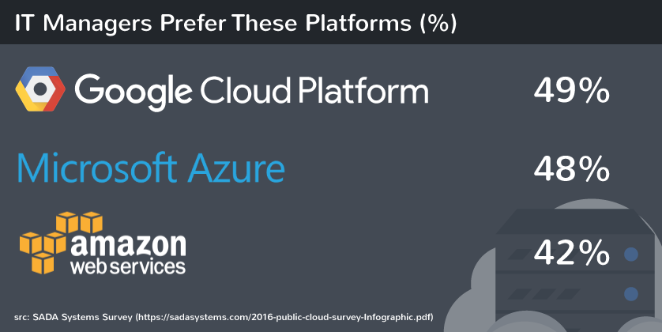 IT Managers Prefer These Platforms (%)
Google Cloud Platform 49%
Microsoft Azure 48%
amazon
web services 42%
src: SADA Systems Survey (https://sadasystems.com/2016-public-cloud-survey-Infographic.pdf)